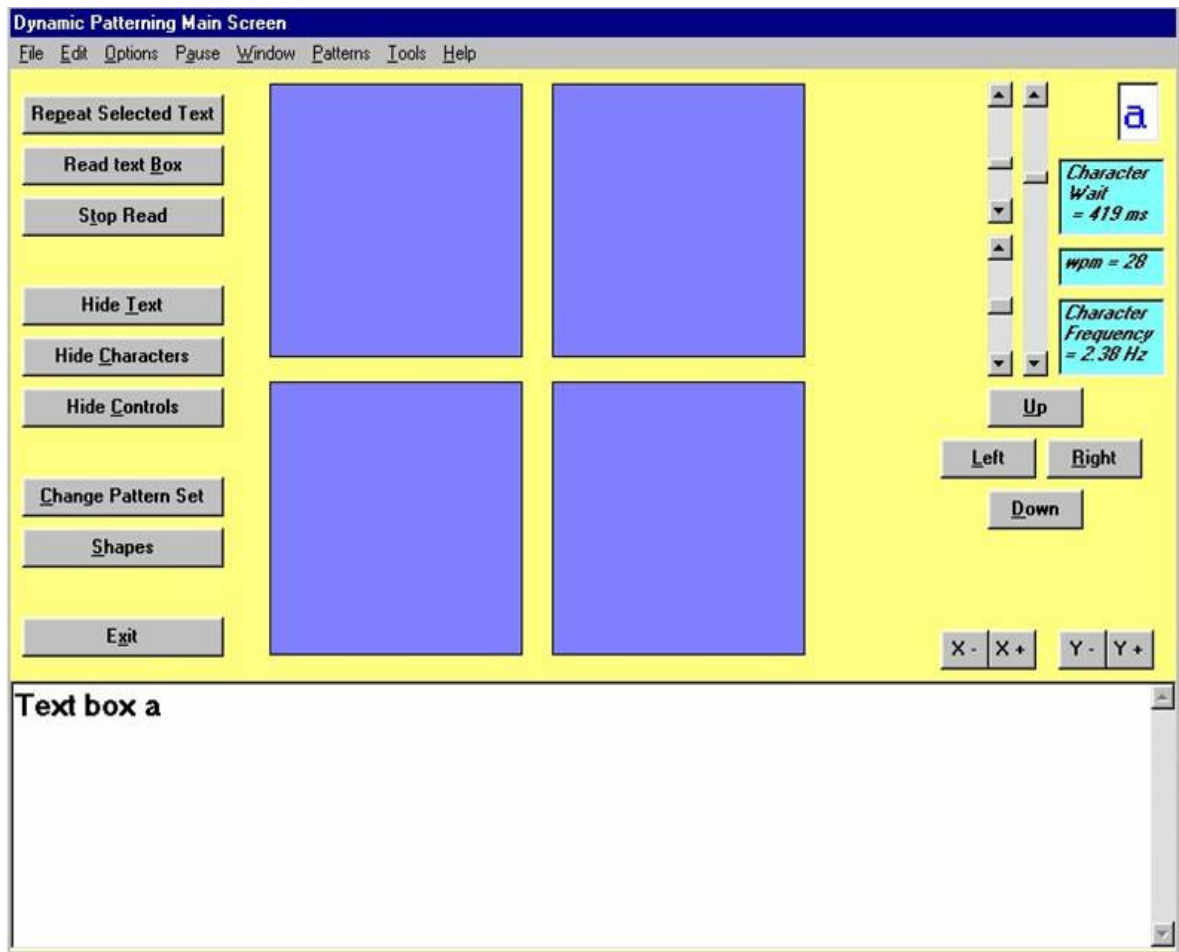 Dynamic Patterning Main Screen
File Edit Options Pause Window Patterns Tools Help
Repeat Selected Text
Read text Box
Stop Read
Hide Text
Hide Characters
Hide Controls
Change Pattern Set
Shapes
Exit
a
Character
Wait
= 419 ms
wpm = 28
Character
Frequency
= 2.38 Hz
Up
Left Right
Down
X - X + Y - Y +
Text box a